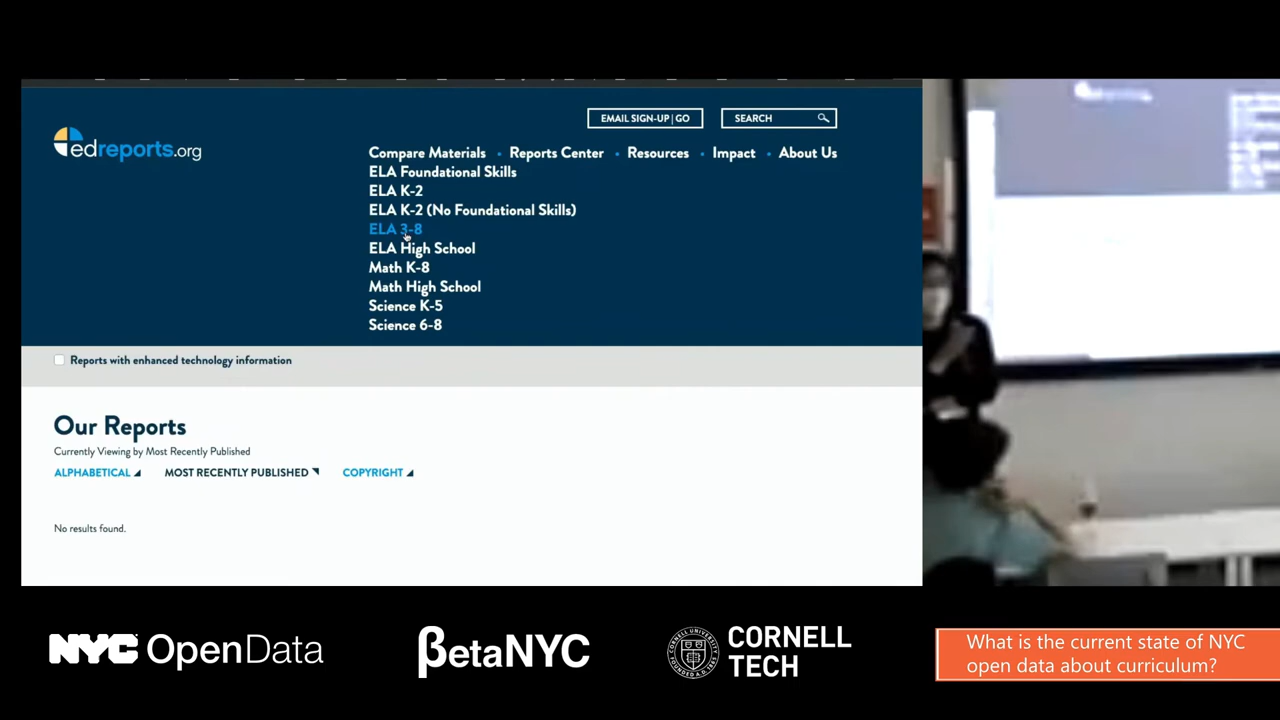 EMAIL SIGN-UP | GO
SEARCH
edreports.org
Compare Materials • Reports Center • Resources • Impact • About Us
ELA Foundational Skills
ELA K-2
ELA K-2 (No Foundational Skills)
ELA 3-8
ELA High School
Math K-8
Math High School
Science K-5
Science 6-8
Reports with enhanced technology information
Our Reports
Currently Viewing by Most Recently Published
ALPHABETICAL
MOST RECENTLY PUBLISHED
COPYRIGHT
No results found.
NYC OpenData
βetaNYC
CORNELL
TECH
What is the current state of NYC
open data about curriculum?